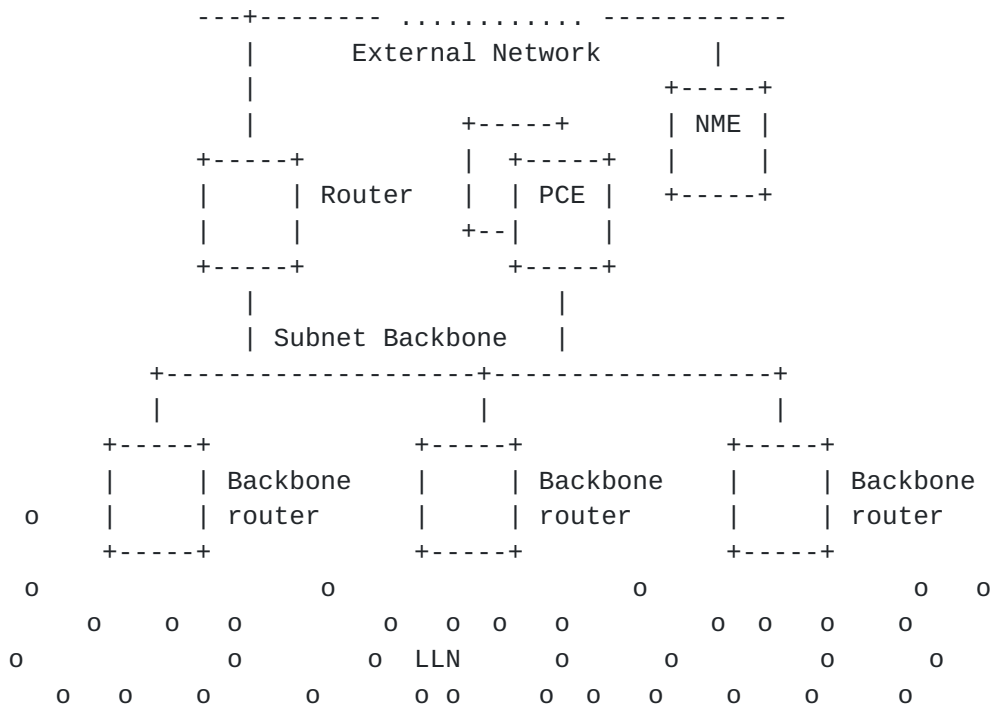 ---+-------- ............ ------------
   |      External Network       |
   |                          +-----+
   |             +-----+      | NME |
+-----+          |  +-----+   |     |
|     | Router   |  | PCE |   +-----+
|     |          +--|     |
+-----+             +-----+
   |                   |
   | Subnet Backbone   |
+--------------------+------------------+
|                    |                  |
+-----+             +-----+             +-----+
|     | Backbone    |     | Backbone    |     | Backbone
o    |     | router      |     | router      |     | router
+-----+             +-----+             +-----+
o                  o                   o                 o   o
o    o   o         o   o  o   o         o  o   o    o
o             o        o  LLN      o      o         o      o
o   o    o      o      o o     o  o   o    o    o     o